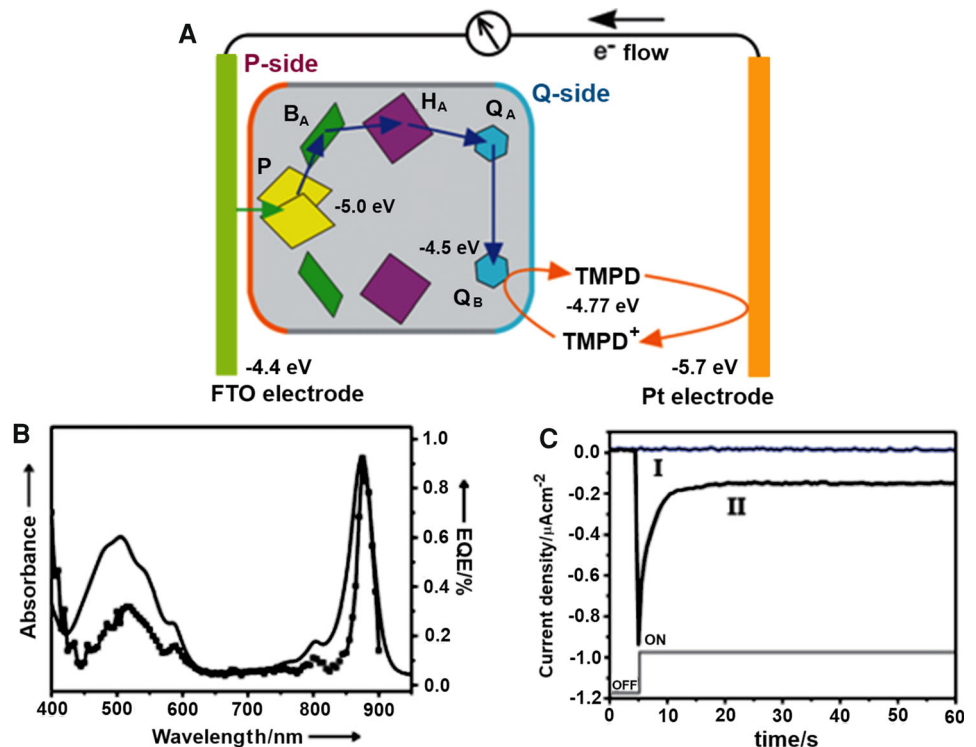 A
e⁻ flow
P-side
Q-side
B_A
H_A
Q_A
P
-5.0 eV
-4.5 eV
Q_B
TMPD
-4.77 eV
TMPD⁺
-4.4 eV
-5.7 eV
FTO electrode
Pt electrode
B
Absorbance
1.0
0.8
0.6
0.4
0.2
0.0
EQE/%
400 500 600 700 800 900
Wavelength/nm
C
Current density/μAcm⁻²
0.0
-0.2
-0.4
-0.6
-0.8
-1.0
-1.2
I
II
ON
OFF
0 10 20 30 40 50 60
time/s